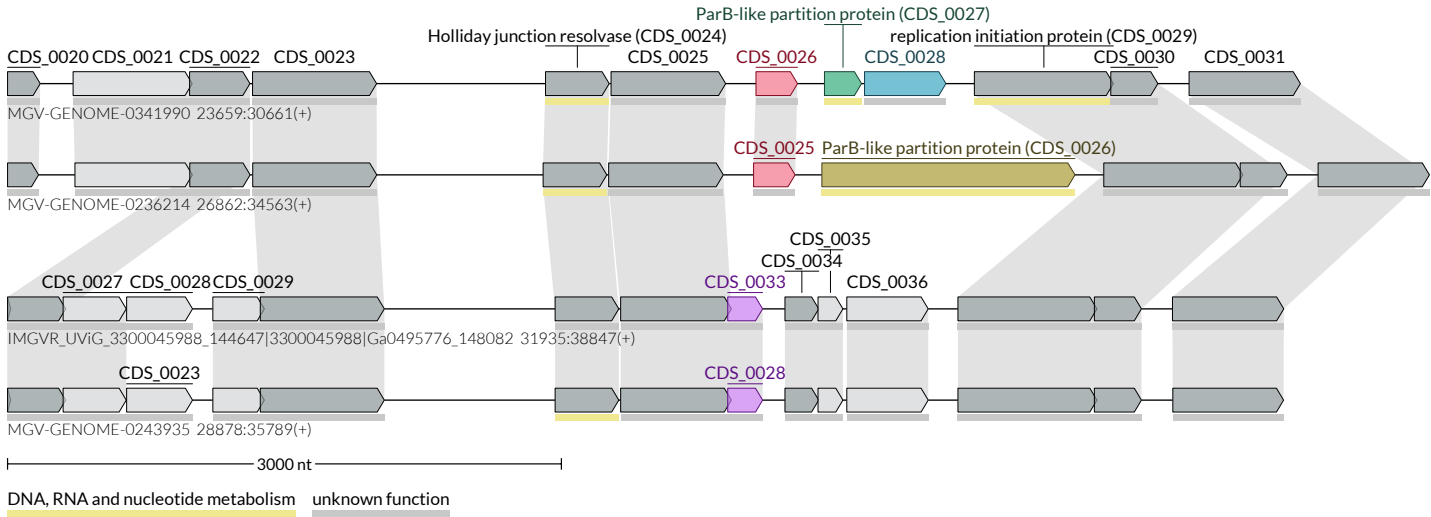 ParB-like partition protein (CDS_0027)
Holliday junction resolvase (CDS_0024) replication initiation protein (CDS_0029)
CDS_0020 CDS_0021 CDS_0022 CDS_0023 CDS_0025 CDS_0026 CDS_0028 CDS_0030 CDS_0031
MGV-GENOME-0341990 23659:30661(+)
CDS_0025 ParB-like partition protein (CDS_0026)
MGV-GENOME-0236214 26862:34563(+)
CDS_0035
CDS_0034
CDS_0027 CDS_0028 CDS_0029 CDS_0033 CDS_0036
IMGVR_UViG_3300045988_144647|3300045988|Ga0495776_148082 31935:38847(+)
CDS_0023 CDS_0028
MGV-GENOME-0243935 28878:35789(+)
3000 nt
DNA, RNA and nucleotide metabolism unknown function